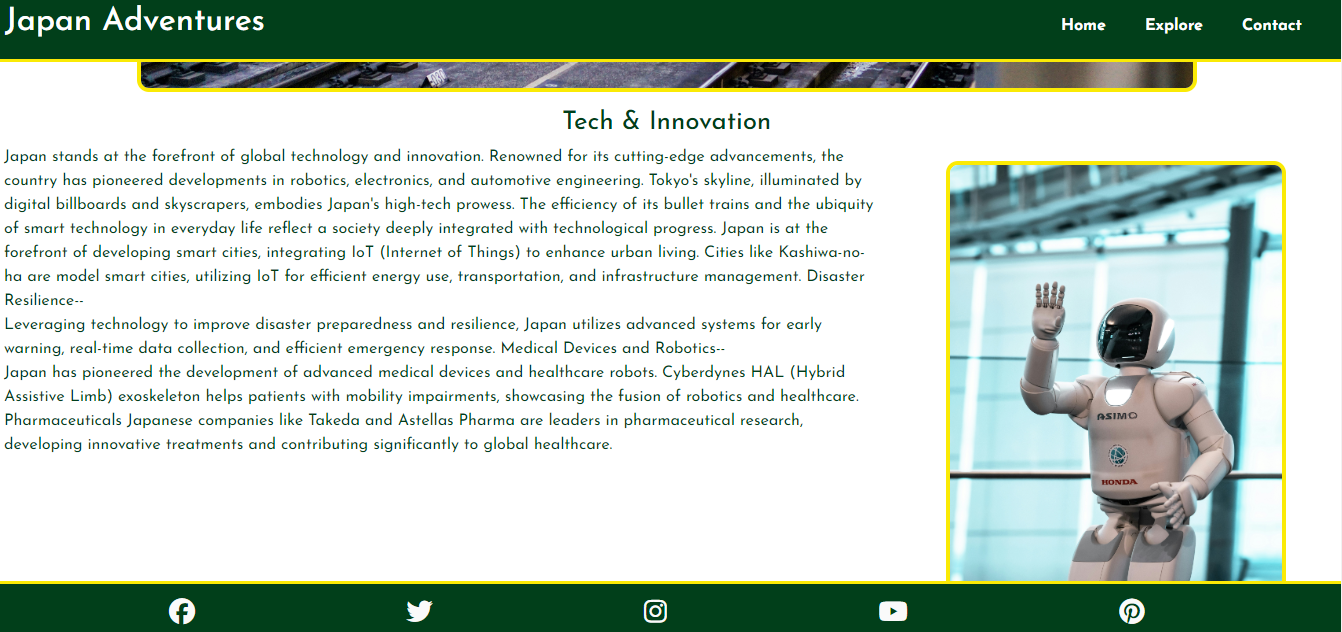 Japan Adventures
Home Explore Contact
Tech & Innovation
Japan stands at the forefront of global technology and innovation. Renowned for its cutting-edge advancements, the
country has pioneered developments in robotics, electronics, and automotive engineering. Tokyo's skyline, illuminated by
digital billboards and skyscrapers, embodies Japan's high-tech prowess. The efficiency of its bullet trains and the ubiquity
of smart technology in everyday life reflect a society deeply integrated with technological progress. Japan is at the
forefront of developing smart cities, integrating IoT (Internet of Things) to enhance urban living. Cities like Kashiwa-no-
ha are model smart cities, utilizing IoT for efficient energy use, transportation, and infrastructure management. Disaster
Resilience--
Leveraging technology to improve disaster preparedness and resilience, Japan utilizes advanced systems for early
warning, real-time data collection, and efficient emergency response. Medical Devices and Robotics--
Japan has pioneered the development of advanced medical devices and healthcare robots. Cyberdynes HAL (Hybrid
Assistive Limb) exoskeleton helps patients with mobility impairments, showcasing the fusion of robotics and healthcare.
Pharmaceuticals Japanese companies like Takeda and Astellas Pharma are leaders in pharmaceutical research,
developing innovative treatments and contributing significantly to global healthcare.
ASIMO
HONDA